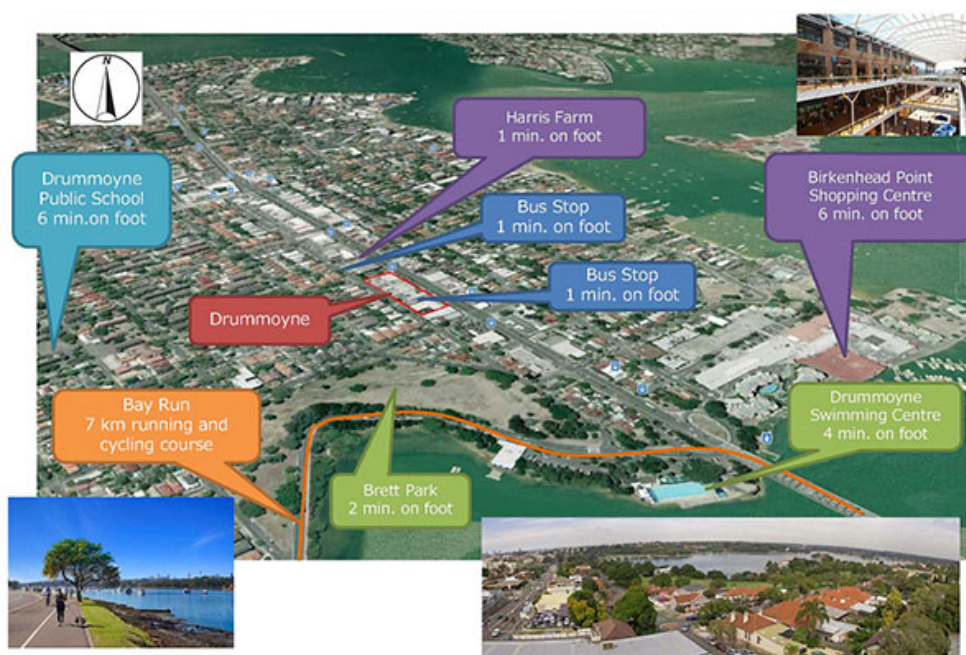 N
Harris Farm
1 min. on foot
Drummoyne
Public School
6 min.on foot
Birkenhead Point
Shopping Centre
6 min. on foot
Bus Stop
1 min. on foot
Bus Stop
1 min. on foot
Drummoyne
Bay Run
7 km running and
cycling course
Drummoyne
Swimming Centre
4 min. on foot
Brett Park
2 min. on foot